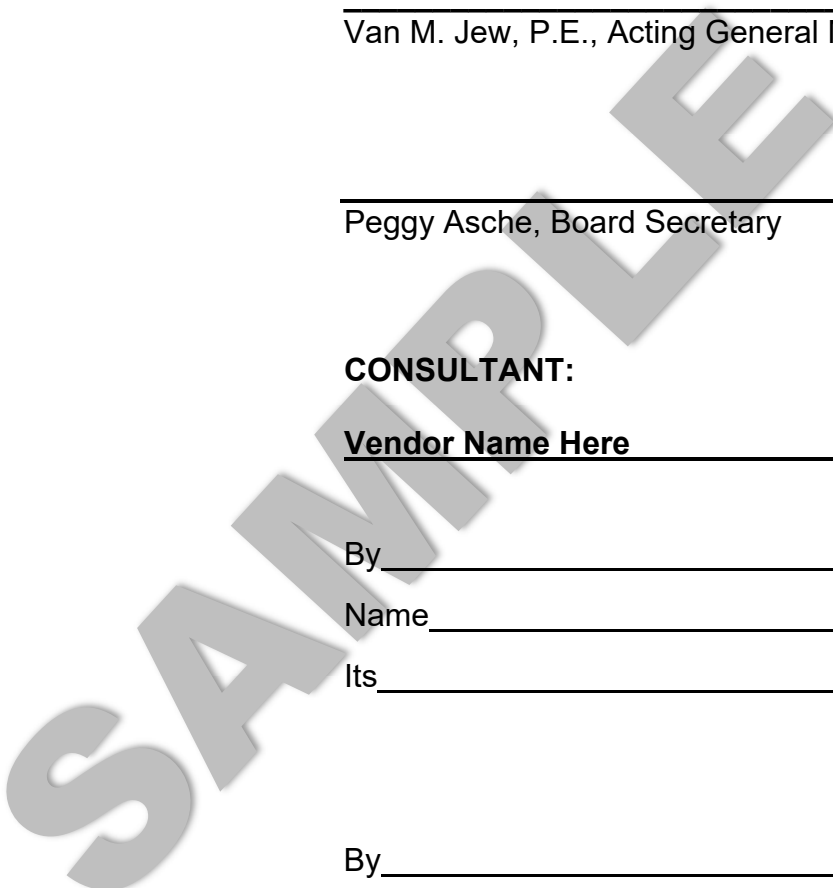 Van M. Jew, P.E., Acting General
Peggy Asche, Board Secretary
CONSULTANT:
Vendor Name Here
By
Name
Its
By
SAMPLE